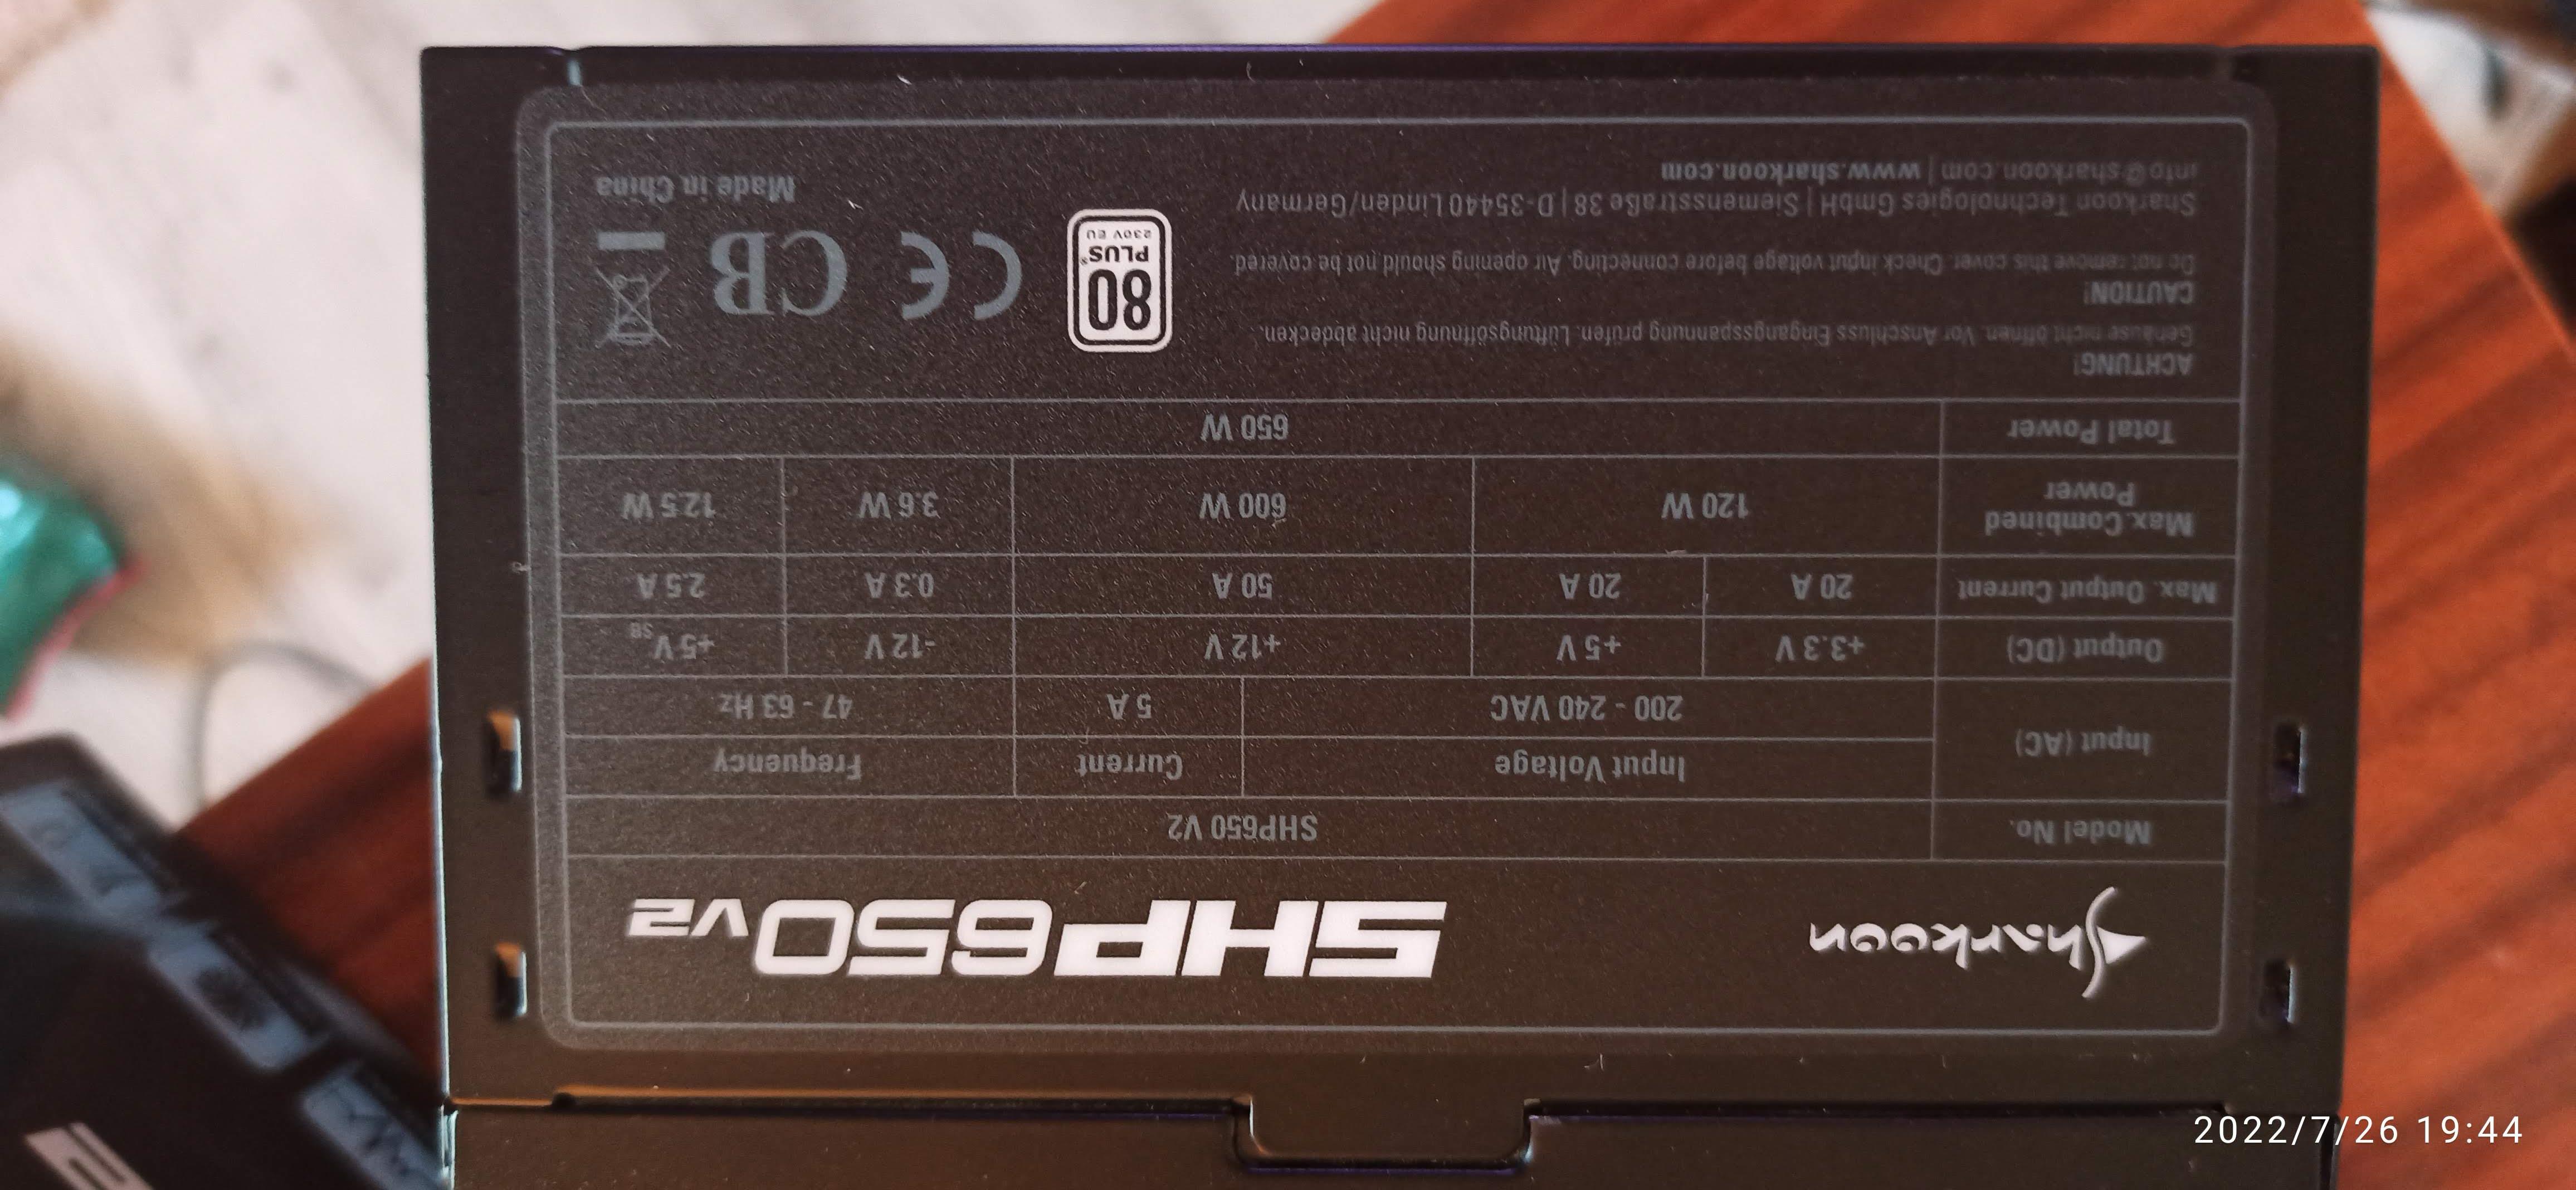 Sharkoon SHP650 V2
Model No. SHP650 V2
Input (AC) Input Voltage Current Frequency
200 - 240 VAC 5 A 47 - 63 Hz
Output (DC) +3.3 V +5 V +12 V -12 V +5 VSB
Max. Output Current 20 A 20 A 50 A 0.3 A 2.5 A
Max. Combined Power 120 W 600 W 3.6 W 12.5 W
Total Power 650 W
ACHTUNG!
Gehäuse nicht öffnen. Vor Anschluss Eingangsspannung prüfen. Lüftungsöffnung nicht abdecken.
CAUTION!
Do not remove this cover. Check input voltage before connecting. Air opening should not be covered.
Sharkoon Technologies GmbH | Siemensstraße 38 | D-35440 Linden/Germany
info@sharkoon.com | www.sharkoon.com
80
PLUS®
230V EU
CE CB
Made in China
2022/7/26 19:44